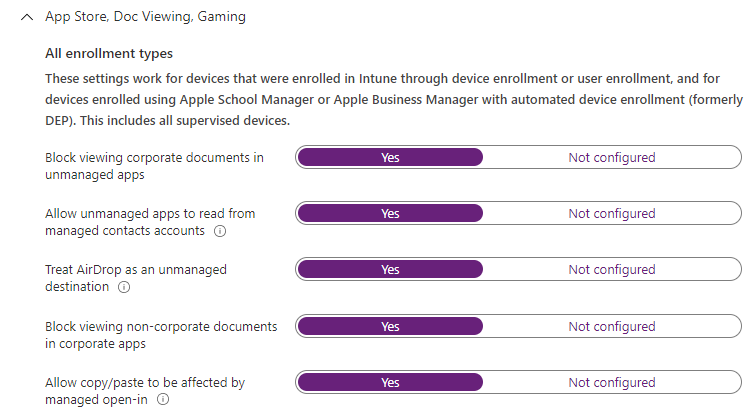 App Store, Doc Viewing, Gaming
All enrollment types
These settings work for devices that were enrolled in Intune through device enrollment or user enrollment, and for
devices enrolled using Apple School Manager or Apple Business Manager with automated device enrollment (formerly
DEP). This includes all supervised devices.
Block viewing corporate documents in
unmanaged apps
Yes
Not configured
Allow unmanaged apps to read from
managed contacts accounts
Yes
Not configured
Treat AirDrop as an unmanaged
destination
Yes
Not configured
Block viewing non-corporate documents
in corporate apps
Yes
Not configured
Allow copy/paste to be affected by
managed open-in
Yes
Not configured